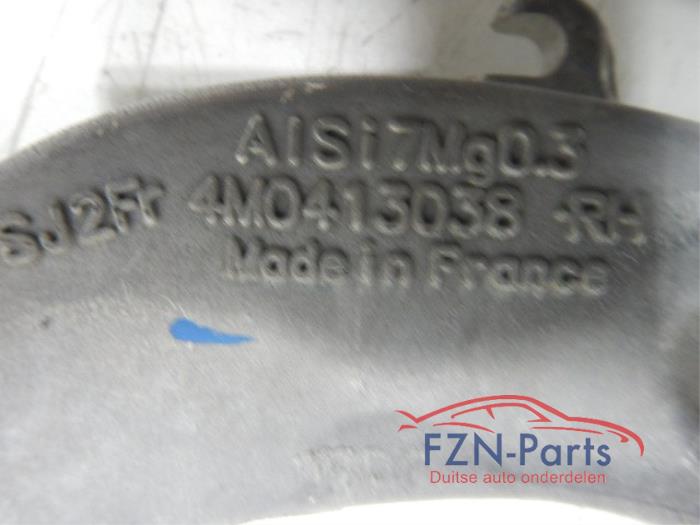 AlSi7Mg0.3
SJ2Fr 4M0413038 -RH
Made in France
FZN-Parts
Duitse auto onderdelen